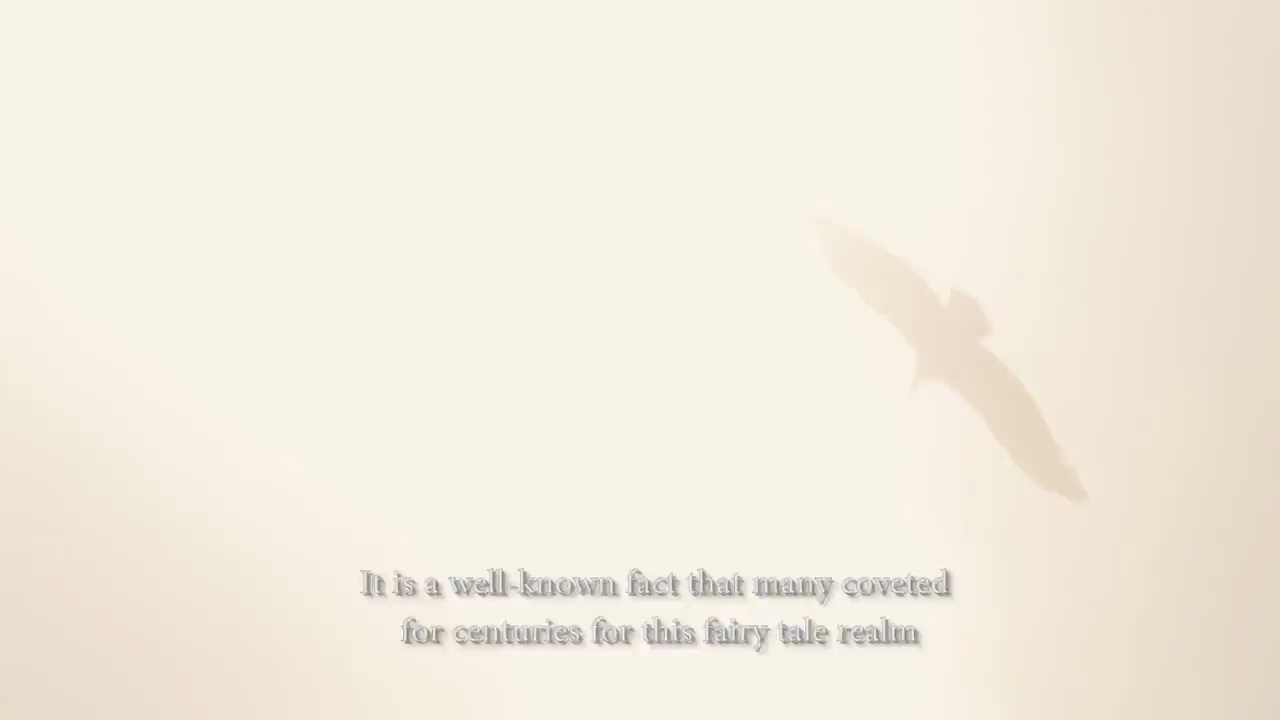 It is a well-known fact that many coveted
for centuries for this fairy tale realm